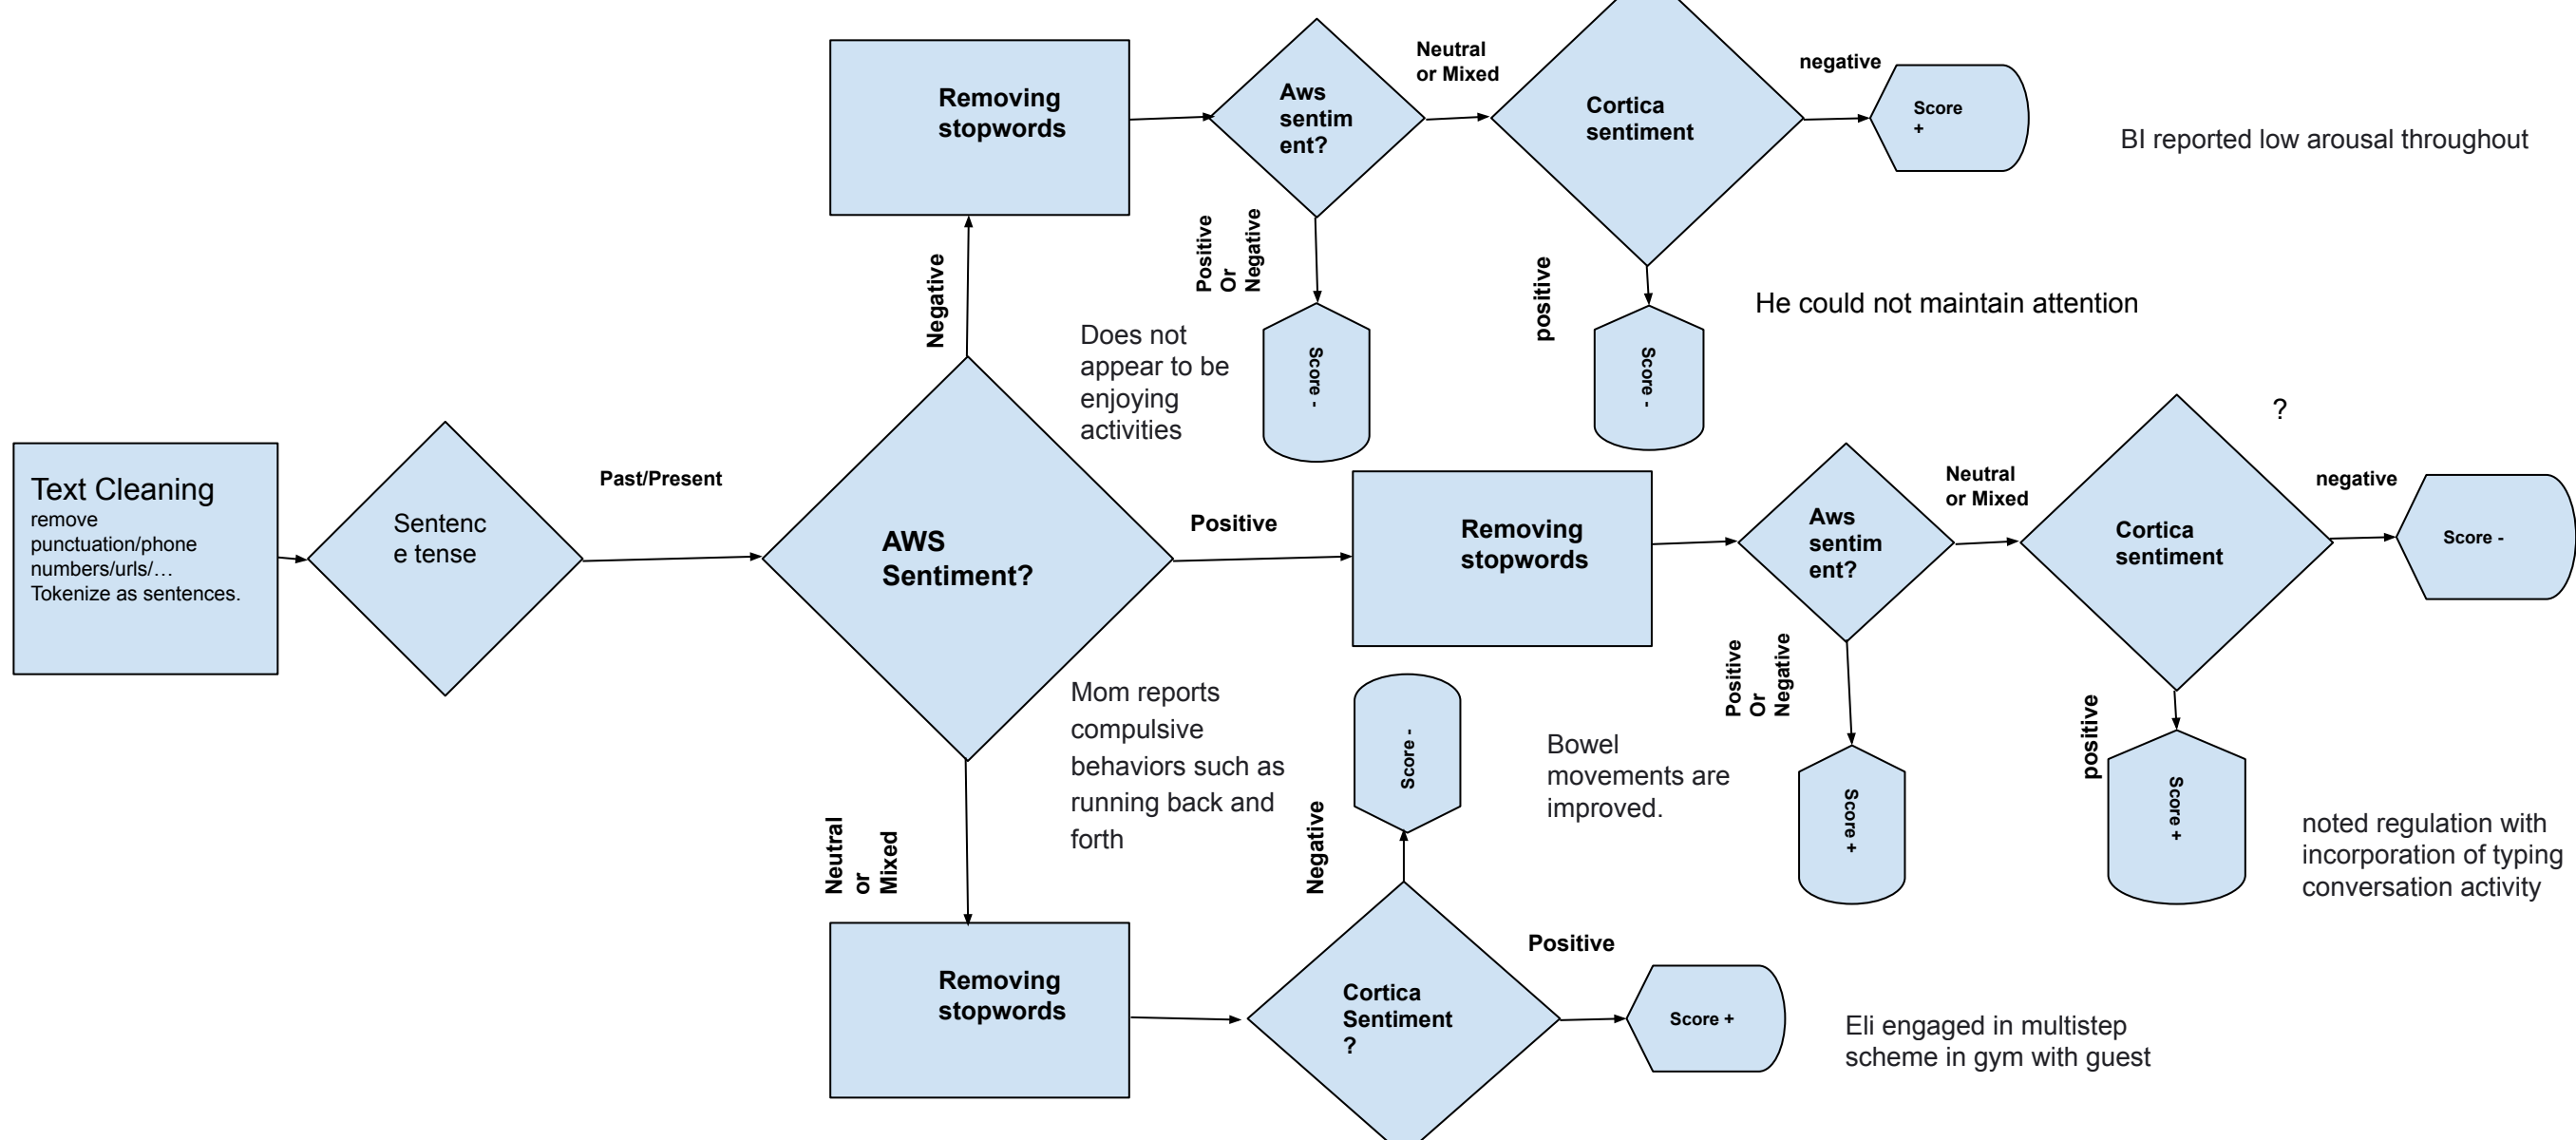 Removing
stopwords
Aws
sentim
ent?
Neutral
or Mixed
Cortica
sentiment
negative
Score
+
BI reported low arousal throughout
Negative
Positive
Or
Negative
Score -
positive
Score -
He could not maintain attention
Does not
appear to be
enjoying
activities
Text Cleaning
remove
punctuation/phone
numbers/urls/…
Tokenize as sentences.
Sentenc
e tense
Past/Present
AWS
Sentiment?
Positive
Removing
stopwords
Aws
sentim
ent?
Neutral
or Mixed
Cortica
sentiment
?
negative
Score -
Positive
Or
Negative
Score +
positive
Score +
noted regulation with
incorporation of typing
conversation activity
Mom reports
compulsive
behaviors such as
running back and
forth
Score -
Bowel
movements are
improved.
Neutral
or
Mixed
Negative
Removing
stopwords
Cortica
Sentiment
?
Positive
Score +
Eli engaged in multistep
scheme in gym with guest